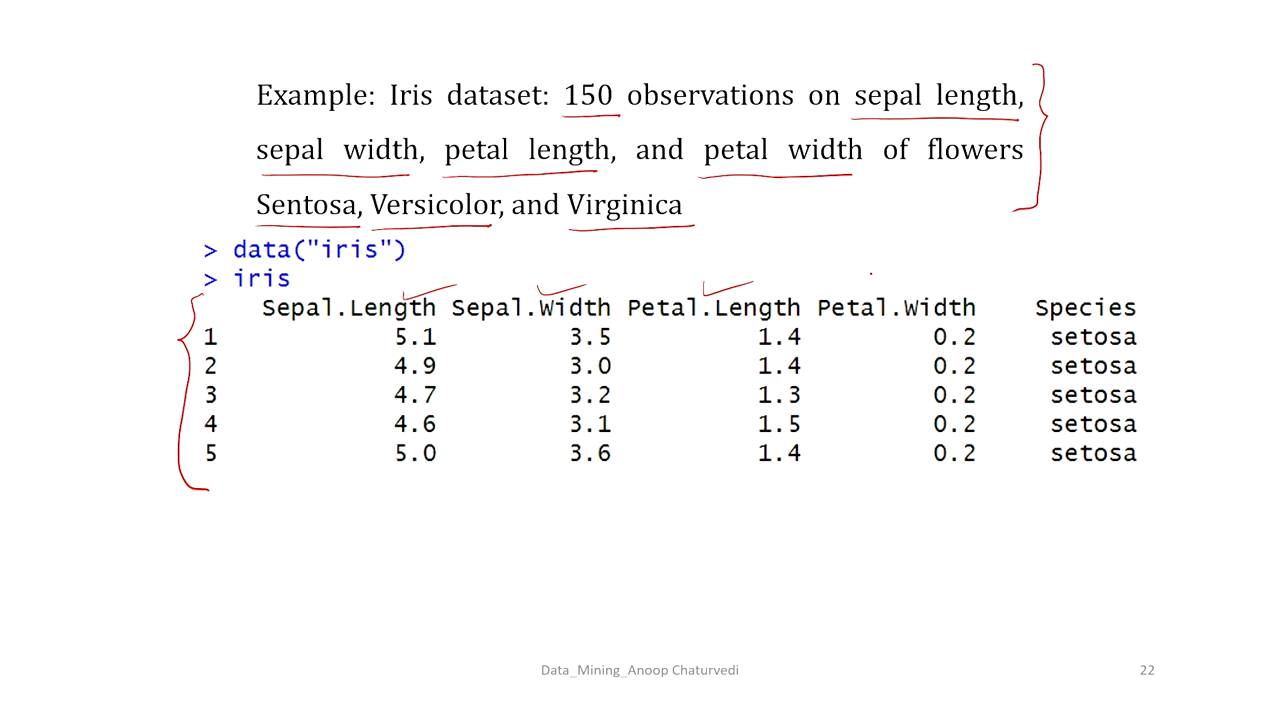 Example: Iris dataset: 150 observations on sepal length,
sepal width, petal length, and petal width of flowers
Sentosa, Versicolor, and Virginica
> data("iris")
> iris
Sepal.Length Sepal.Width Petal.Length Petal.Width Species
1 5.1 3.5 1.4 0.2 setosa
2 4.9 3.0 1.4 0.2 setosa
3 4.7 3.2 1.3 0.2 setosa
4 4.6 3.1 1.5 0.2 setosa
5 5.0 3.6 1.4 0.2 setosa
Data_Mining_Anoop Chaturvedi 22